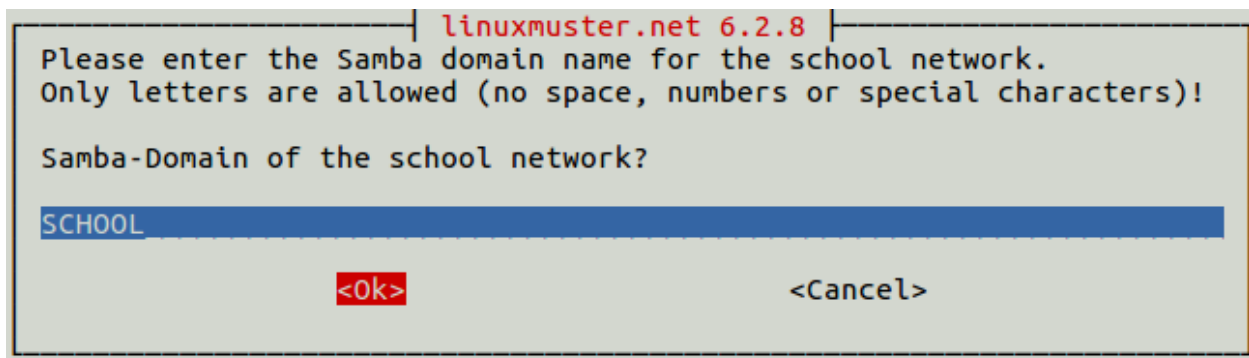 linuxmuster.net 6.2.8
Please enter the Samba domain name for the school network.
Only letters are allowed (no space, numbers or special characters)!
Samba-Domain of the school network?
SCHOOL
<Ok> <Cancel>